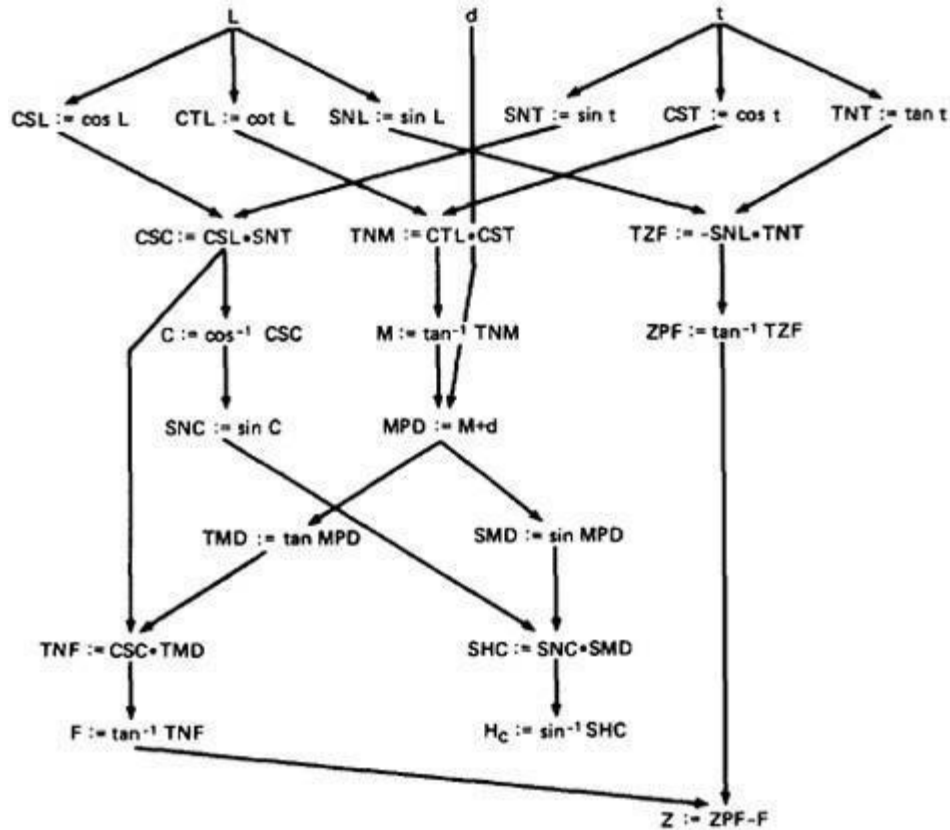 L d t
CSL := cos L CTL := cot L SNL := sin L SNT := sin t CST := cos t TNT := tan t
CSC := CSL•SNT TNM := CTL•CST TZF := -SNL•TNT
C := cos⁻¹ CSC M := tan⁻¹ TNM ZPF := tan⁻¹ TZF
SNC := sin C MPD := M+d
TMD := tan MPD SMD := sin MPD
TNF := CSC•TMD SHC := SNC•SMD
F := tan⁻¹ TNF H_C := sin⁻¹ SHC
Z := ZPF-F